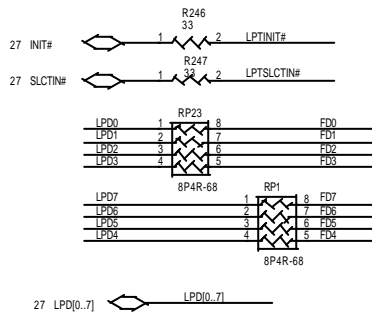 R246
33
27 INIT# 1 2 LPTINIT#
R247
33
27 SLCTIN# 1 2 LPTSLCTIN#
RP23
LPD0 1 8 FD0
LPD1 2 7 FD1
LPD2 3 6 FD2
LPD3 4 5 FD3
8P4R-68 RP1
LPD7 1 8 FD7
LPD6 2 7 FD6
LPD5 3 6 FD5
LPD4 4 5 FD4
8P4R-68
27 LPD[0..7] LPD[0..7]